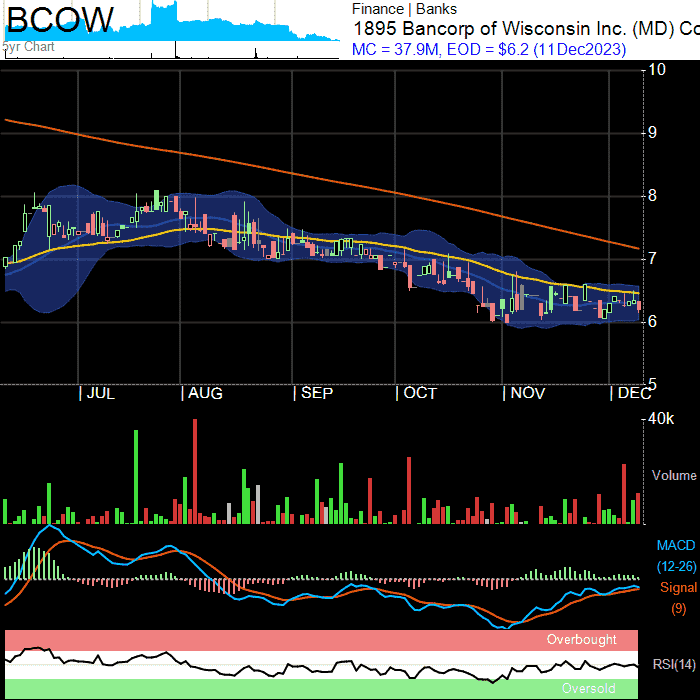 BCOW
5yr Chart
Finance | Banks
1895 Bancorp of Wisconsin Inc. (MD) Co
MC = 37.9M, EOD = $6.2 (11Dec2023)
10
9
8
7
6
5
| JUL | AUG | SEP | OCT | NOV | DEC
40k
Volume
MACD
(12-26)
Signal
(9)
Overbought
RSI(14)
Oversold